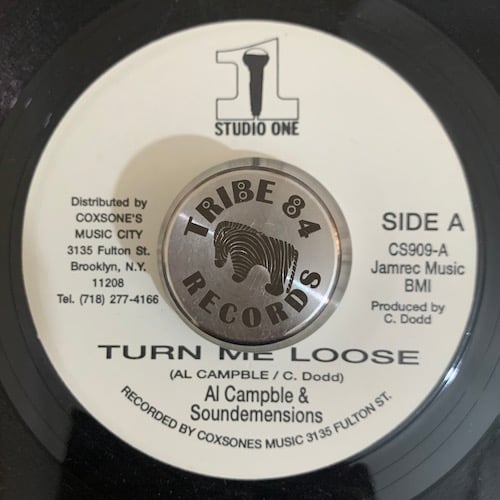 1
STUDIO ONE
Distributed by
COXSONE'S
MUSIC CITY
3135 Fulton St.
Brooklyn, N.Y.
11208
Tel. (718) 277-4166
TRIBE 84
RECORDS
SIDE A
CS909-A
Jamrec Music
BMI
Produced by
C. Dodd
TURN ME LOOSE
(AL CAMPBLE / C. Dodd)
Al Campble &
Soundemensions
RECORDED BY COXSONES MUSIC 3135 FULTON ST.